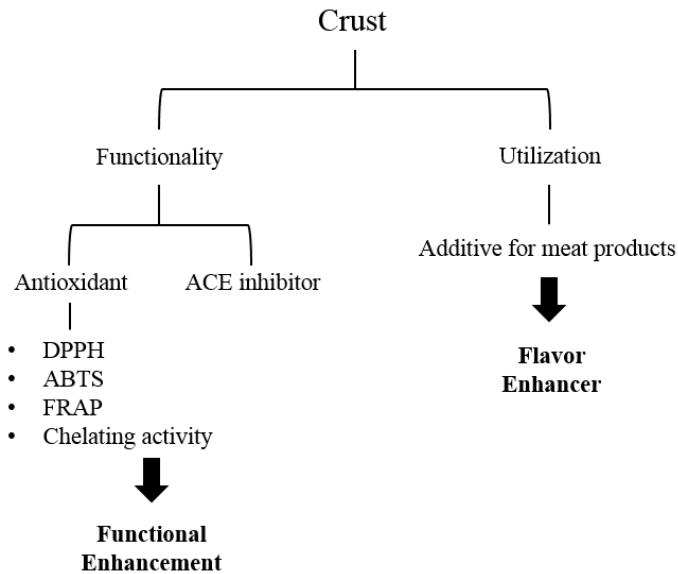 Crust
Functionality
Utilization
Antioxidant
ACE inhibitor
Additive for meat products
• DPPH
• ABTS
• FRAP
• Chelating activity
Flavor
Enhancer
Functional
Enhancement